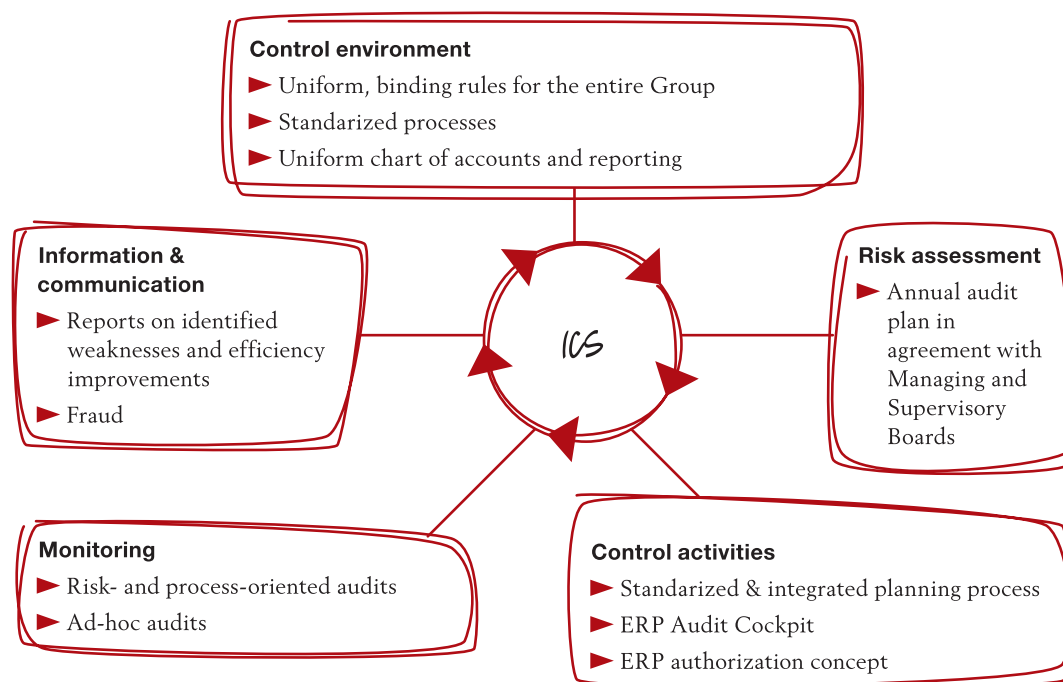 Control environment
Uniform, binding rules for the entire Group
Standarized processes
Uniform chart of accounts and reporting
Information &
communication
Reports on identified
weaknesses and efficiency
improvements
Fraud
ICS
Risk assessment
Annual audit
plan in
agreement with
Managing and
Supervisory
Boards
Monitoring
Risk- and process-oriented audits
Ad-hoc audits
Control activities
Standarized & integrated planning process
ERP Audit Cockpit
ERP authorization concept